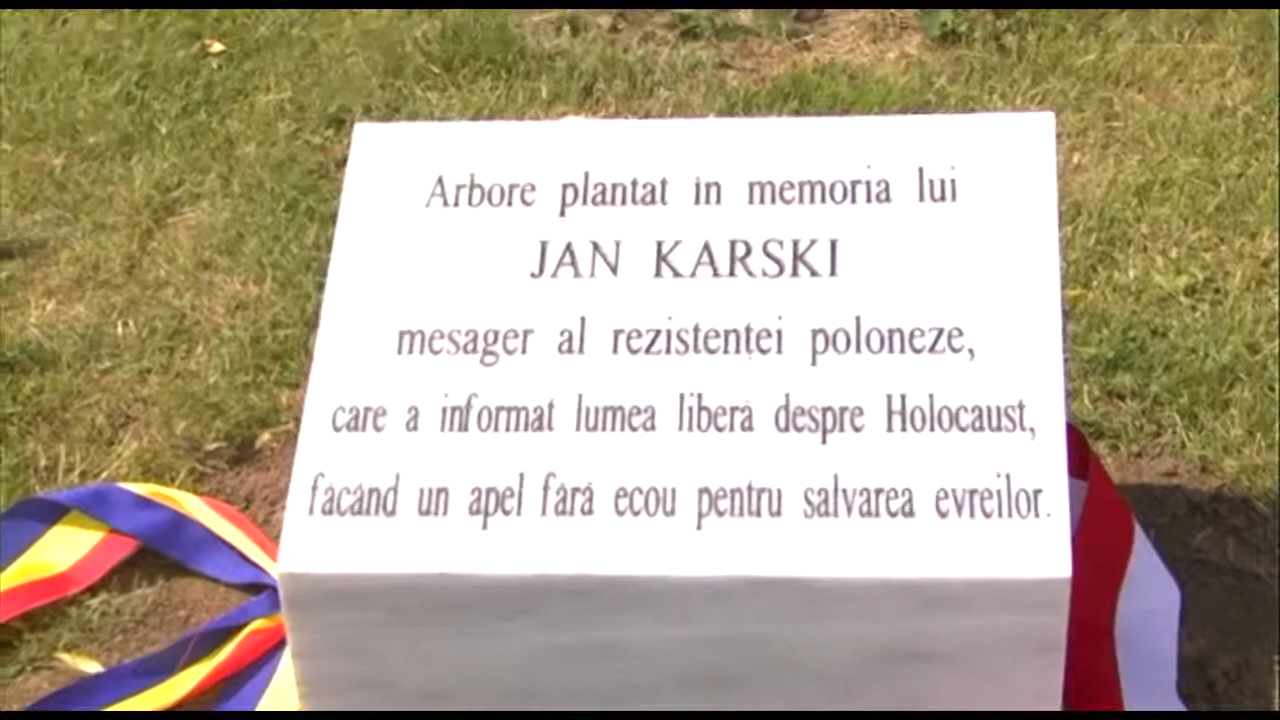 Arbore plantat în memoria lui
JAN KARSKI
mesager al rezistenței poloneze,
care a informat lumea liberă despre Holocaust,
făcând un apel fără ecou pentru salvarea evreilor.